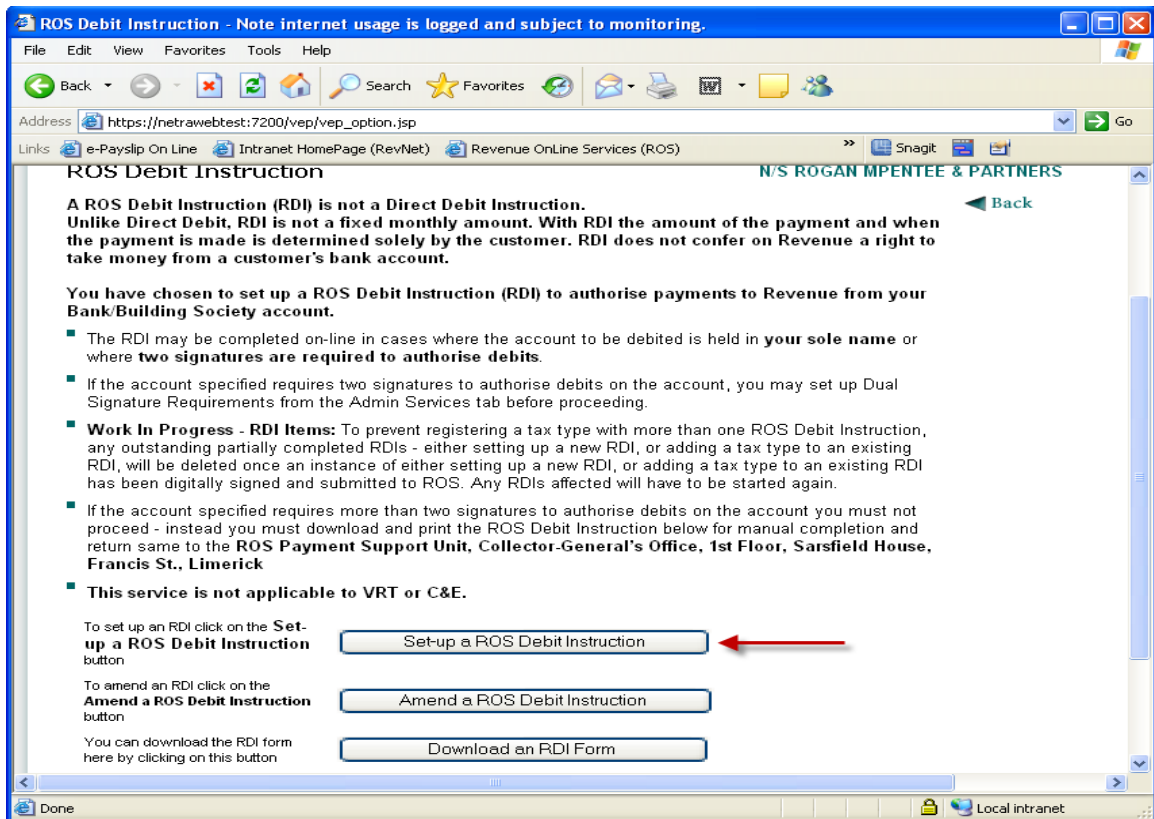 ROS Debit Instruction - Note internet usage is logged and subject to monitoring.
File Edit View Favorites Tools Help
Back Search Favorites
Address https://netrawebtest:7200/vep/vep_option.jsp Go
Links e-Payslip On Line Intranet HomePage (RevNet) Revenue OnLine Services (ROS) » Snagit
ROS Debit Instruction N/S ROGAN MPENTEE & PARTNERS
Back
A ROS Debit Instruction (RDI) is not a Direct Debit Instruction.
Unlike Direct Debit, RDI is not a fixed monthly amount. With RDI the amount of the payment and when
the payment is made is determined solely by the customer. RDI does not confer on Revenue a right to
take money from a customer's bank account.
You have chosen to set up a ROS Debit Instruction (RDI) to authorise payments to Revenue from your
Bank/Building Society account.
The RDI may be completed on-line in cases where the account to be debited is held in your sole name or
where two signatures are required to authorise debits.
If the account specified requires two signatures to authorise debits on the account, you may set up Dual
Signature Requirements from the Admin Services tab before proceeding.
Work In Progress - RDI Items: To prevent registering a tax type with more than one ROS Debit Instruction,
any outstanding partially completed RDIs - either setting up a new RDI, or adding a tax type to an existing
RDI, will be deleted once an instance of either setting up a new RDI, or adding a tax type to an existing RDI
has been digitally signed and submitted to ROS. Any RDIs affected will have to be started again.
If the account specified requires more than two signatures to authorise debits on the account you must not
proceed - instead you must download and print the ROS Debit Instruction below for manual completion and
return same to the ROS Payment Support Unit, Collector-General's Office, 1st Floor, Sarsfield House,
Francis St., Limerick
This service is not applicable to VRT or C&E.
To set up an RDI click on the Set-
up a ROS Debit Instruction
button
Set-up a ROS Debit Instruction
To amend an RDI click on the
Amend a ROS Debit Instruction
button
Amend a ROS Debit Instruction
You can download the RDI form
here by clicking on this button
Download an RDI Form
Done Local intranet